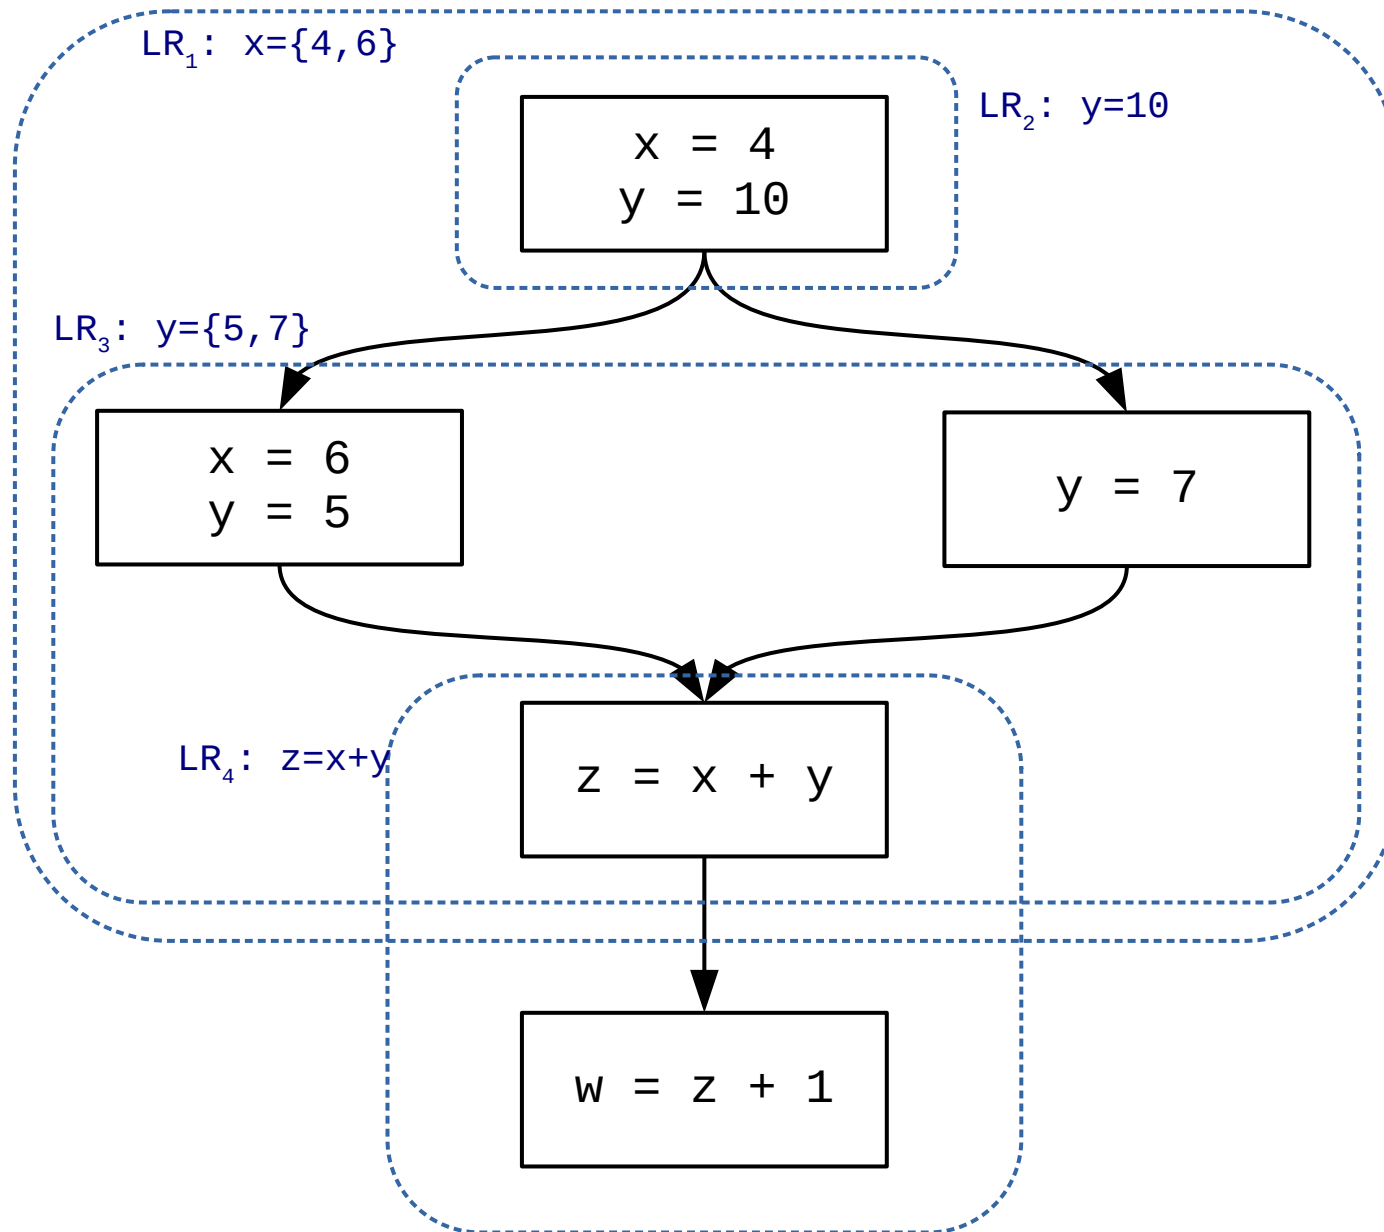 LR₁: x={4,6}
LR₂: y=10
x = 4
y = 10
LR₃: y={5,7}
x = 6
y = 5
y = 7
LR₄: z=x+y
z = x + y
w = z + 1